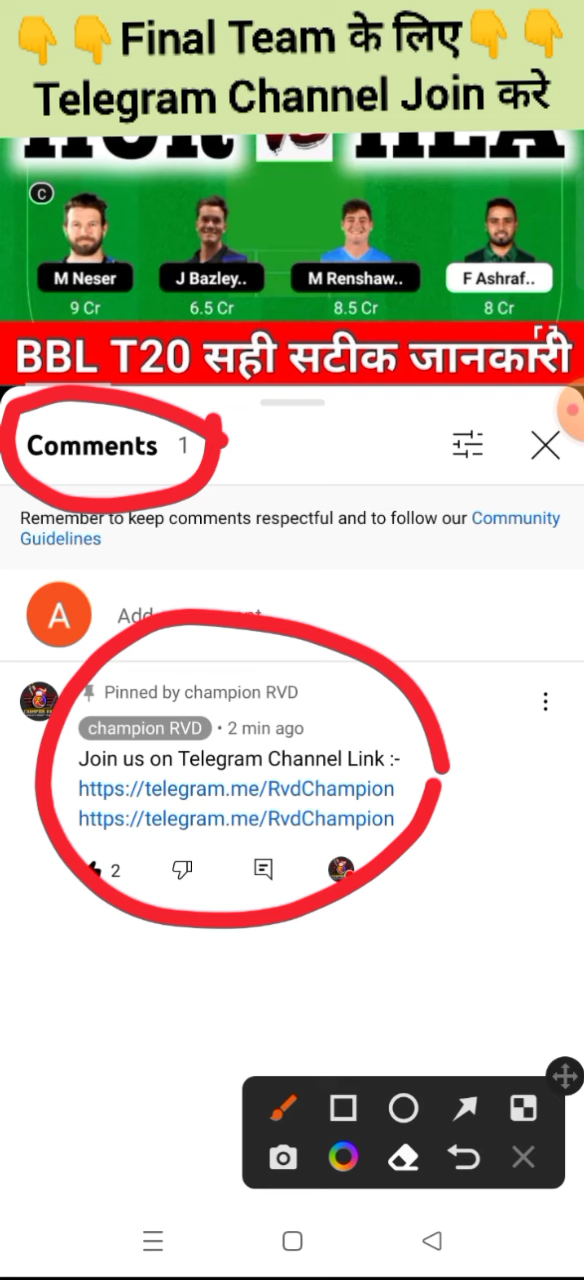 👇👇Final Team के लिए👇👇
Telegram Channel Join करे
C
M Neser
J Bazley..
M Renshaw..
F Ashraf..
9 Cr
6.5 Cr
8.5 Cr
8 Cr
BBL T20 सही सटीक जानकारी
Comments 1
Remember to keep comments respectful and to follow our Community
Guidelines
A
Pinned by champion RVD
champion RVD • 2 min ago
Join us on Telegram Channel Link :-
https://telegram.me/RvdChampion
https://telegram.me/RvdChampion
2